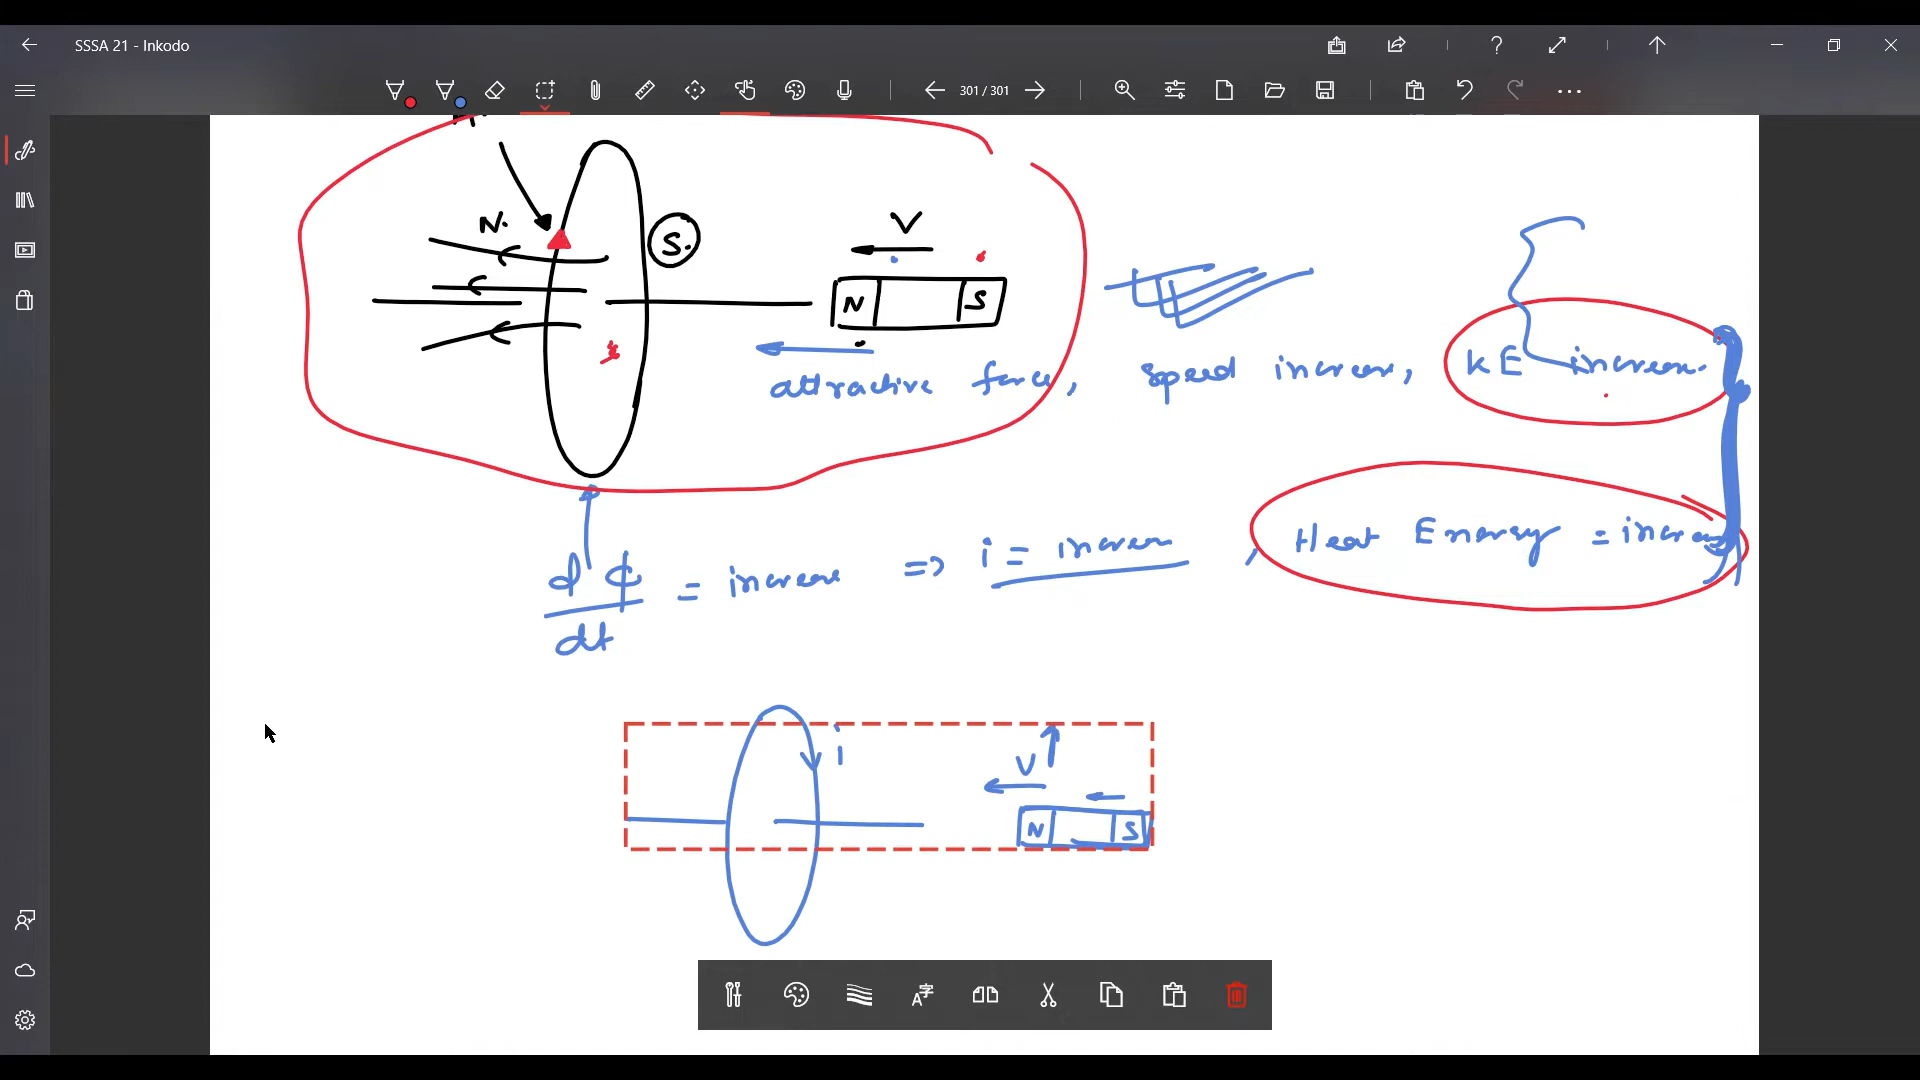 SSSA 21 - Inkodo
301 / 301
N.
S.
V
N S
attractive force, speed increase, KE increase.
dϕ/dt = increase => i = increase, Heat Energy = increase
i
V
N S